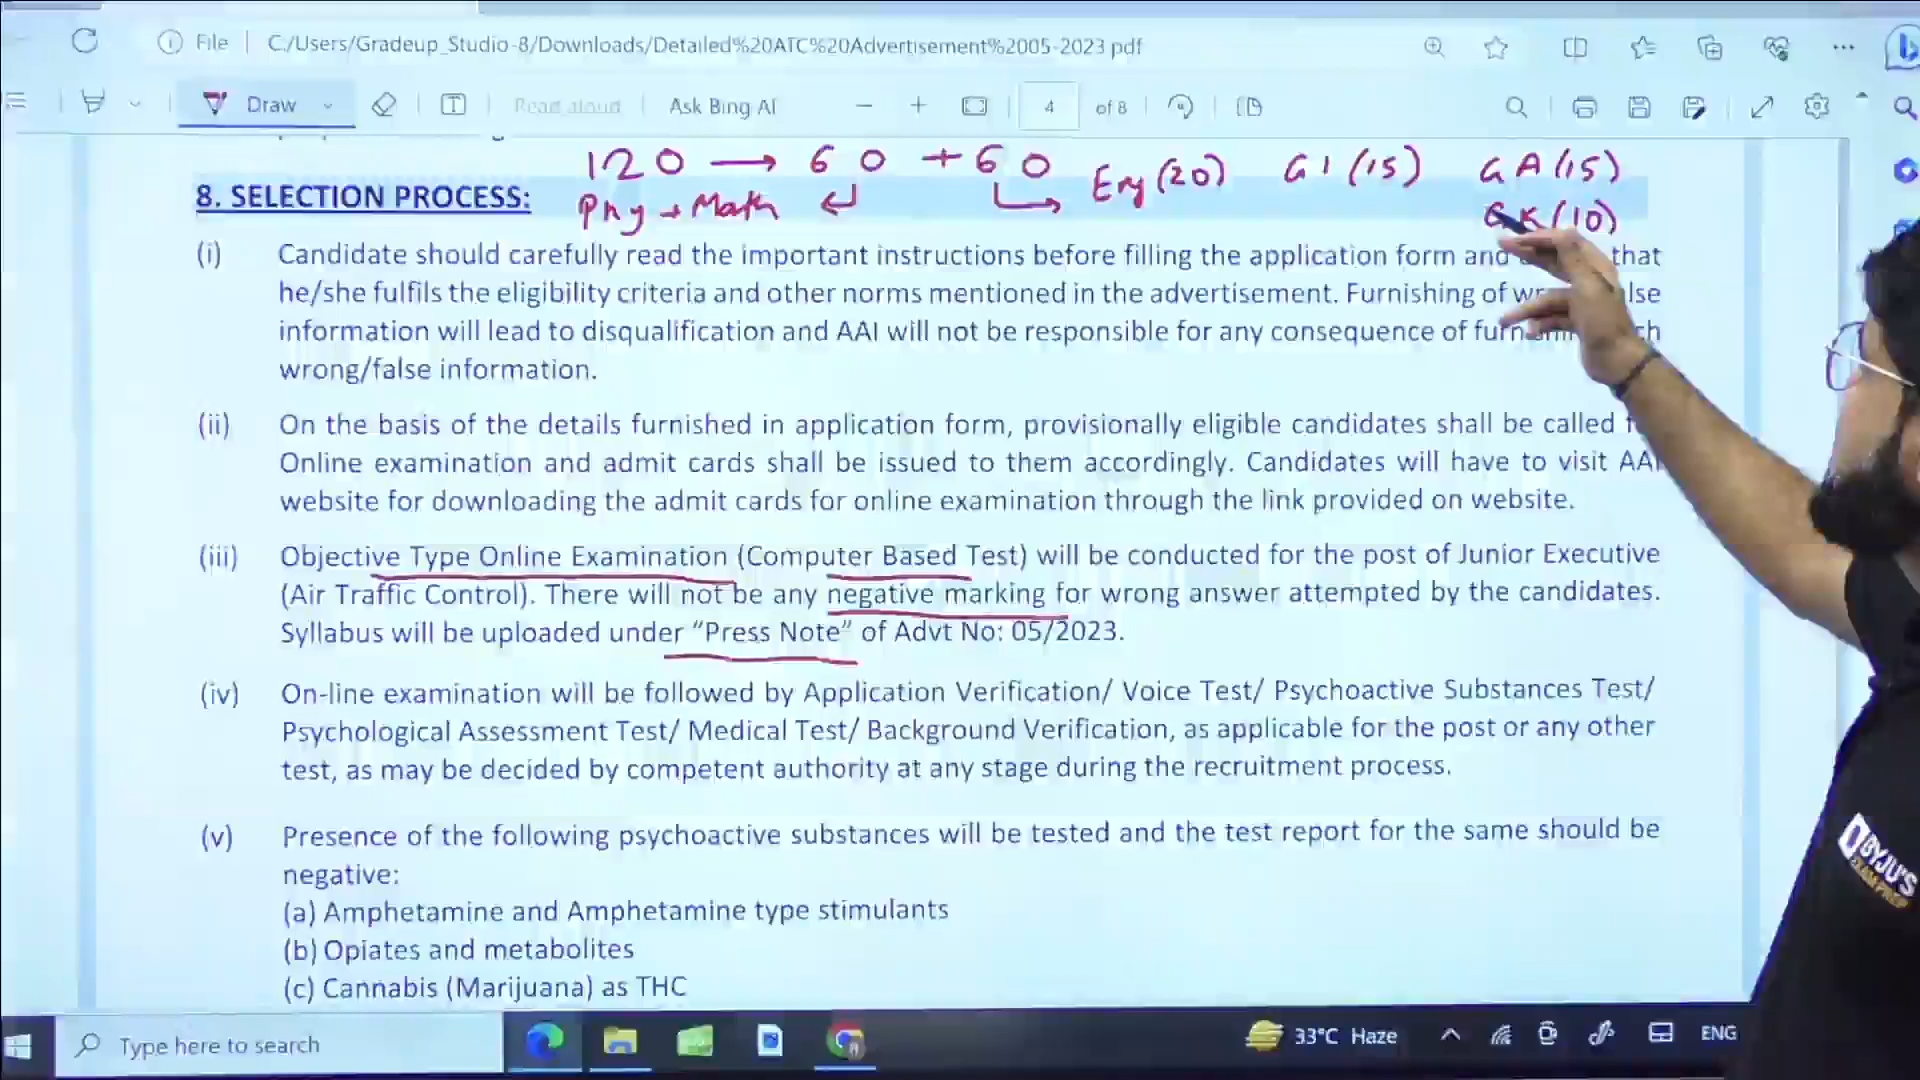 File
C:/Users/Gradeup_Studio-8/Downloads/Detailed%20ATC%20Advertisement%2005-2023 pdf
Draw
Read aloud
Ask Bing AI
4 of 8
120 → 60 + 60 Eng (20) GI (15) GA (15)
Phy + Math GK (10)
8. SELECTION PROCESS:
(i) Candidate should carefully read the important instructions before filling the application form and that
he/she fulfils the eligibility criteria and other norms mentioned in the advertisement. Furnishing of
information will lead to disqualification and AAI will not be responsible for any consequence of
wrong/false information.
(ii) On the basis of the details furnished in application form, provisionally eligible candidates shall be called
Online examination and admit cards shall be issued to them accordingly. Candidates will have to visit AAI
website for downloading the admit cards for online examination through the link provided on website.
(iii) Objective Type Online Examination (Computer Based Test) will be conducted for the post of Junior Executive
(Air Traffic Control). There will not be any negative marking for wrong answer attempted by the candidates.
Syllabus will be uploaded under “Press Note” of Advt No: 05/2023.
(iv) On-line examination will be followed by Application Verification/ Voice Test/ Psychoactive Substances Test/
Psychological Assessment Test/ Medical Test/ Background Verification, as applicable for the post or any other
test, as may be decided by competent authority at any stage during the recruitment process.
(v) Presence of the following psychoactive substances will be tested and the test report for the same should be
negative:
(a) Amphetamine and Amphetamine type stimulants
(b) Opiates and metabolites
(c) Cannabis (Marijuana) as THC
BYJU'S
EXAM PREP
Type here to search
33°C Haze
ENG